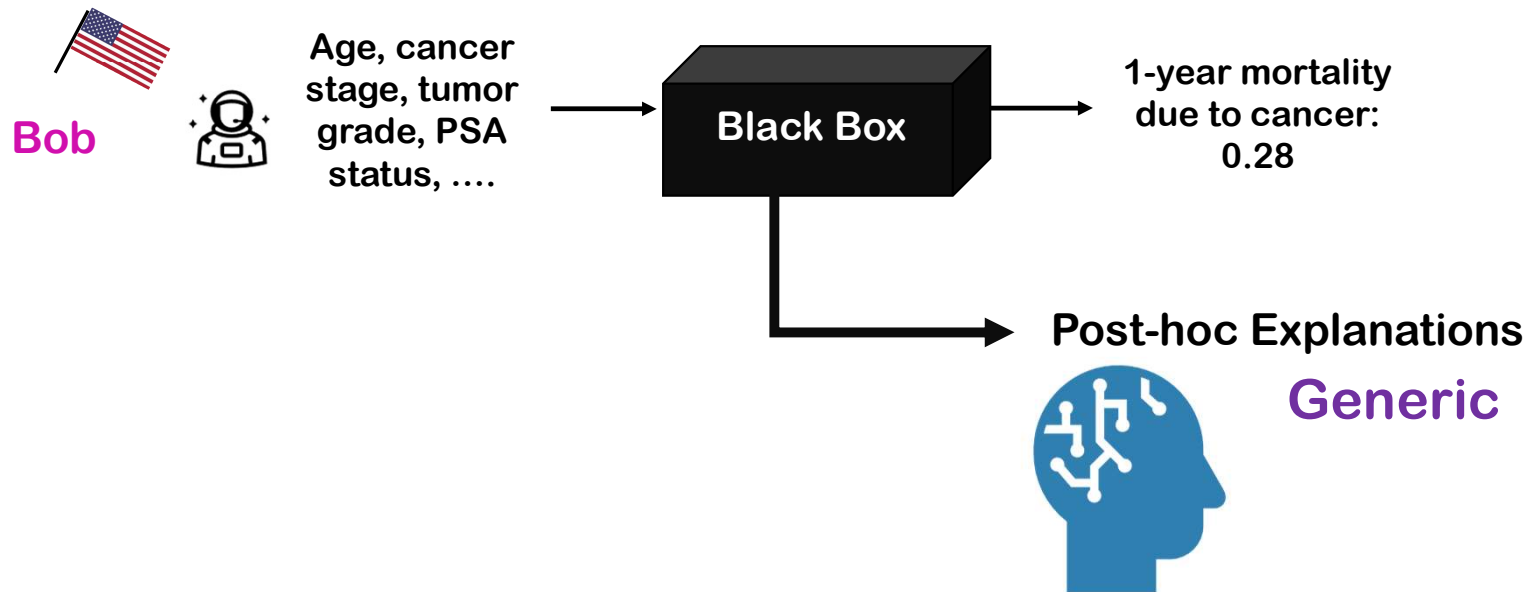 Bob
Age, cancer
stage, tumor
grade, PSA
status, ....
Black Box
1-year mortality
due to cancer:
0.28
Post-hoc Explanations
Generic